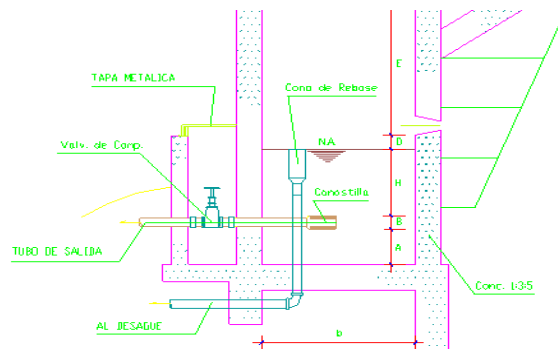 E
TAPA METALICA
Cono de Rebose
D
NA
Valv. de Comp.
H
Canastilla
B
TUBO DE SALIDA
A
Conc. 1:3:5
AL DESAGUE
b